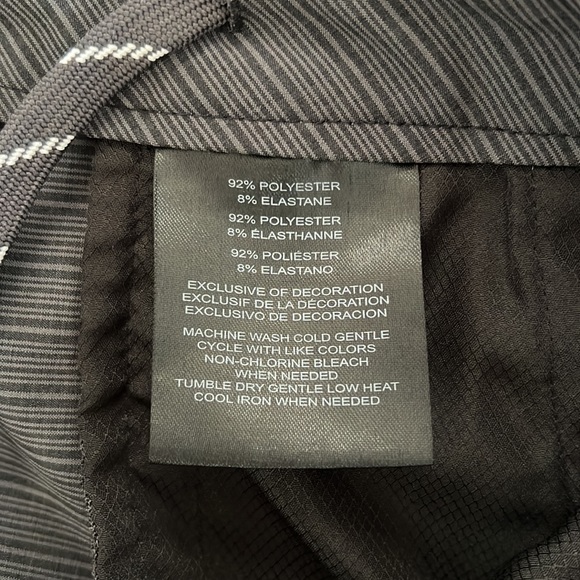 92% POLYESTER
8% ELASTANE
92% POLYESTER
8% ÉLASTHANNE
92% POLIÉSTER
8% ELASTANO
EXCLUSIVE OF DECORATION
EXCLUSIF DE LA DÉCORATION
EXCLUSIVO DE DECORACION
MACHINE WASH COLD GENTLE
CYCLE WITH LIKE COLORS
NON-CHLORINE BLEACH
WHEN NEEDED
TUMBLE DRY GENTLE LOW HEAT
COOL IRON WHEN NEEDED